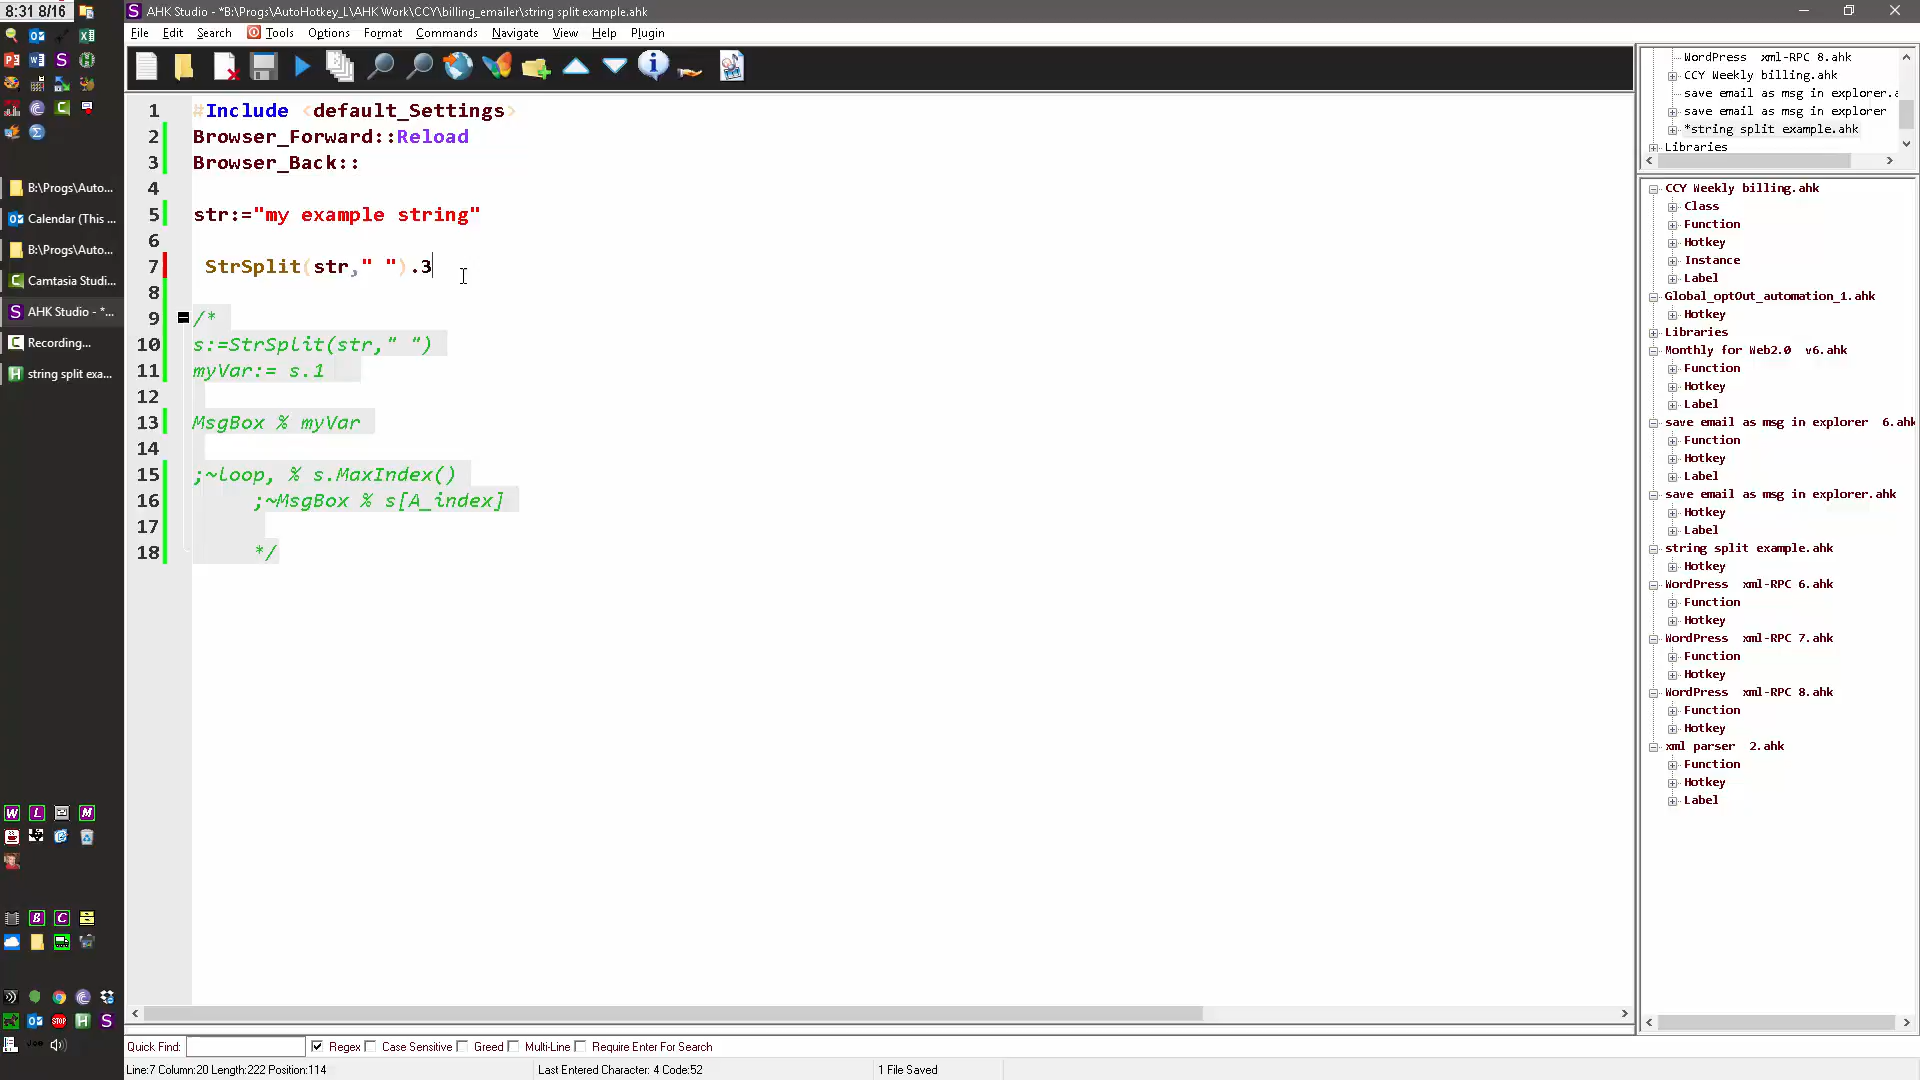 8:31 8/16
AHK Studio - *B:\Progs\AutoHotkey_L\AHK Work\CCY\billing_emailer\string split example.ahk
File Edit Search Tools Options Format Commands Navigate View Help Plugin
B:\Progs\Auto...
Calendar (This ...
B:\Progs\Auto...
Camtasia Studi...
AHK Studio - *...
Recording...
string split exa...
1 #Include <default_Settings>
2 Browser_Forward::Reload
3 Browser_Back::
4
5 str:="my example string"
6
7 StrSplit(str," ").3
8
9 /*
10 s:=StrSplit(str," ")
11 myVar:= s.1
12
13 MsgBox % myVar
14
15 ;~loop, % s.MaxIndex()
16 ;~MsgBox % s[A_index]
17
18 */
WordPress xml-RPC 8.ahk
CCY Weekly billing.ahk
save email as msg in explorer.a
save email as msg in explorer
*string split example.ahk
Libraries
CCY Weekly billing.ahk
Class
Function
Hotkey
Instance
Label
Global_optOut_automation_1.ahk
Hotkey
Libraries
Monthly for Web2.0 v6.ahk
Function
Hotkey
Label
save email as msg in explorer 6.ahk
Function
Hotkey
Label
save email as msg in explorer.ahk
Hotkey
Label
string split example.ahk
Hotkey
WordPress xml-RPC 6.ahk
Function
Hotkey
WordPress xml-RPC 7.ahk
Function
Hotkey
WordPress xml-RPC 8.ahk
Function
Hotkey
xml parser 2.ahk
Function
Hotkey
Label
Quick Find: Regex Case Sensitive Greed Multi-Line Require Enter For Search
Line:7 Column:20 Length:222 Position:114 Last Entered Character: 4 Code:52 1 File Saved